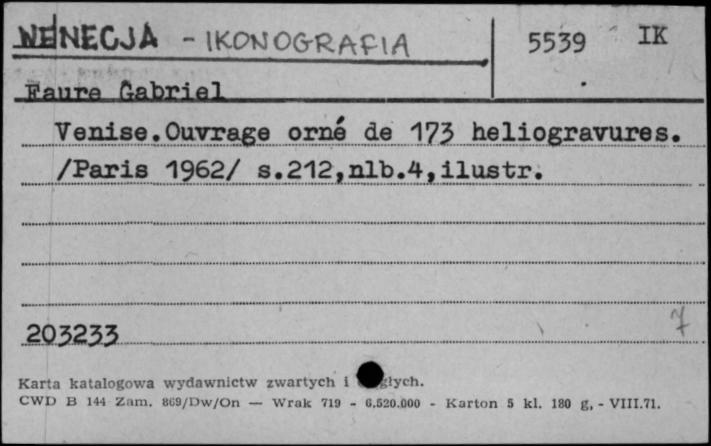 WENECJA - IKONOGRAFIA 5539 IK
Faure Gabriel
Venise.Ouvrage orné de 173 heliogravures.
/Paris 1962/ s.212,nlb.4,ilustr.
203233 7
Karta katalogowa wydawnictw zwartych i głych.
CWD B 144 Zam. 869/Dw/On — Wrak 719 - 6.520.000 - Karton 5 kl. 180 g, - VIII.71.